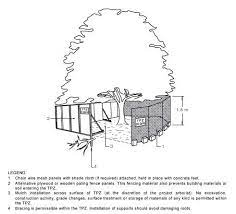 1.8 m
TPZ
LEGEND
1 Chain wire mesh panels with shade cloth (if required) attached, held in place with concrete feet.
2 Alternative plywood or wooden paling fence panels. This fencing material also prevents building materials or
soil entering the TPZ.
3 Mulch installation across surface of TPZ (at the discretion of the project arborist). No excavation,
construction activity, grade changes, surface treatment or storage of materials of any kind is permitted within
the TPZ.
4 Bracing is permissible within the TPZ. Installation of supports should avoid damaging roots.